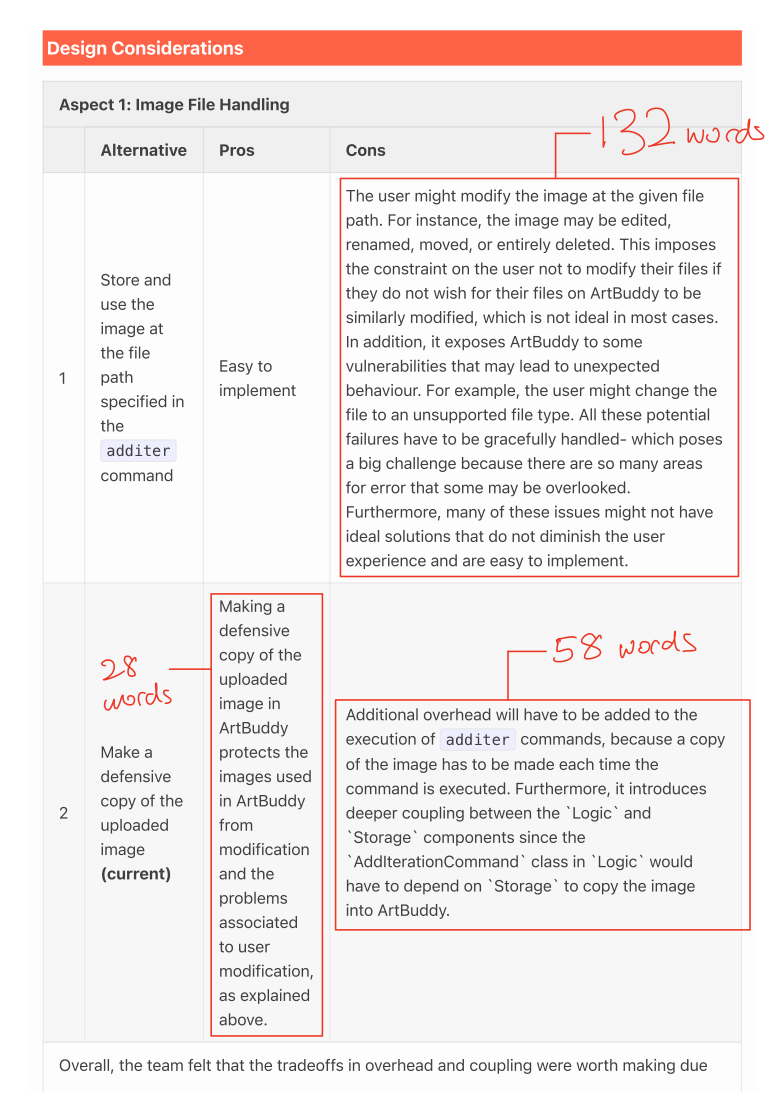 Design Considerations
Aspect 1: Image File Handling
132 words
Alternative Pros Cons
1
Store and
use the
image at
the file
path
specified in
the
additer
command
Easy to
implement
The user might modify the image at the given file
path. For instance, the image may be edited,
renamed, moved, or entirely deleted. This imposes
the constraint on the user not to modify their files if
they do not wish for their files on ArtBuddy to be
similarly modified, which is not ideal in most cases.
In addition, it exposes ArtBuddy to some
vulnerabilities that may lead to unexpected
behaviour. For example, the user might change the
file to an unsupported file type. All these potential
failures have to be gracefully handled- which poses
a big challenge because there are so many areas
for error that some may be overlooked.
Furthermore, many of these issues might not have
ideal solutions that do not diminish the user
experience and are easy to implement.
2
28
words
Make a
defensive
copy of the
uploaded
image
(current)
Making a
defensive
copy of the
uploaded
image in
ArtBuddy
protects the
images used
in ArtBuddy
from
modification
and the
problems
associated
to user
modification,
as explained
above.
58 words
Additional overhead will have to be added to the
execution of additer commands, because a copy
of the image has to be made each time the
command is executed. Furthermore, it introduces
deeper coupling between the `Logic` and
`Storage` components since the
`AddIterationCommand` class in `Logic` would
have to depend on `Storage` to copy the image
into ArtBuddy.
Overall, the team felt that the tradeoffs in overhead and coupling were worth making due